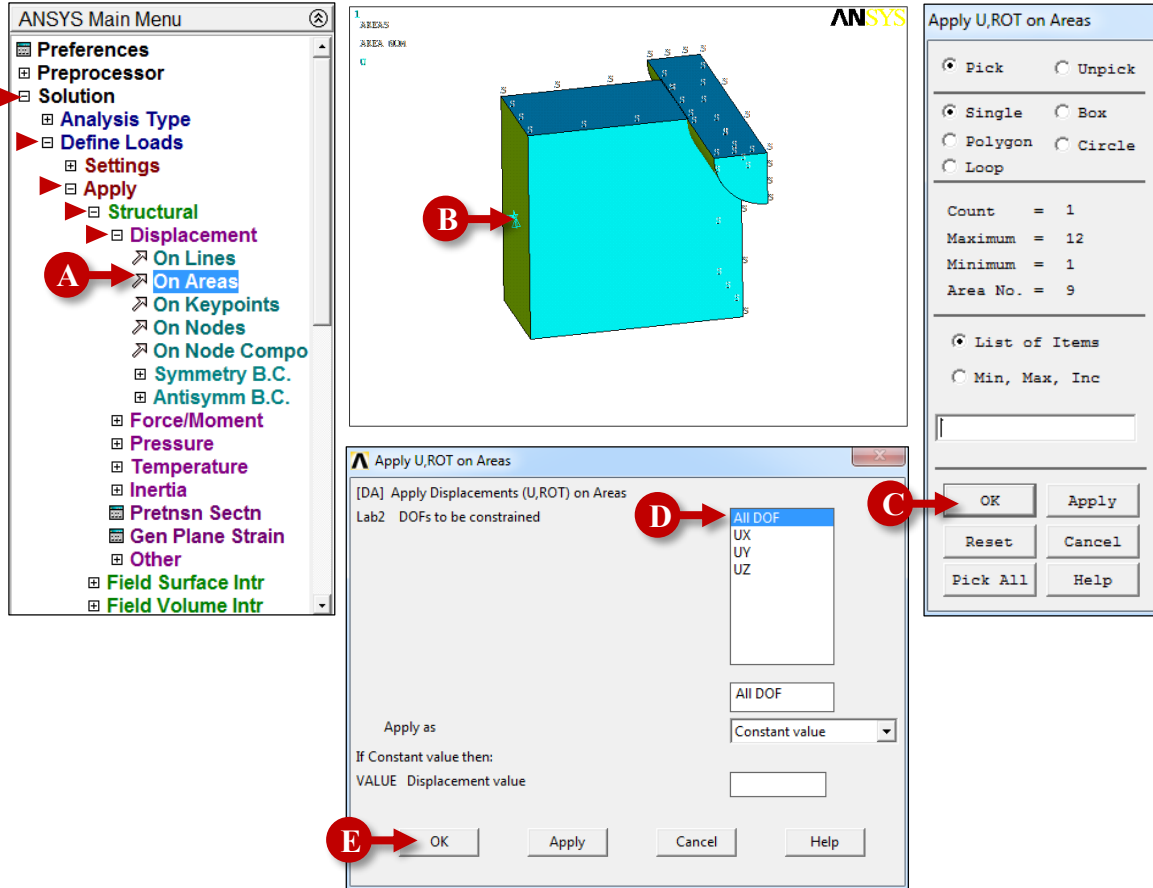 ANSYS Main Menu
Preferences
Preprocessor
Solution
Analysis Type
Define Loads
Settings
Apply
Structural
Displacement
On Lines
A
On Areas
On Keypoints
On Nodes
On Node Compo
Symmetry B.C.
Antisymm B.C.
Force/Moment
Pressure
Temperature
Inertia
Pretnsn Sectn
Gen Plane Strain
Other
Field Surface Intr
Field Volume Intr
1
AREAS
AREA NUM
U
ANSYS
S S S S
S S S S
B
Apply U,ROT on Areas
Pick Unpick
Single Box
Polygon Circle
Loop
Count = 1
Maximum = 12
Minimum = 1
Area No. = 9
List of Items
Min, Max, Inc
C
OK Apply
Reset Cancel
Pick All Help
Apply U,ROT on Areas
[DA] Apply Displacements (U,ROT) on Areas
Lab2 DOFs to be constrained
D
All DOF
UX
UY
UZ
All DOF
Apply as Constant value
If Constant value then:
VALUE Displacement value
E
OK Apply Cancel Help